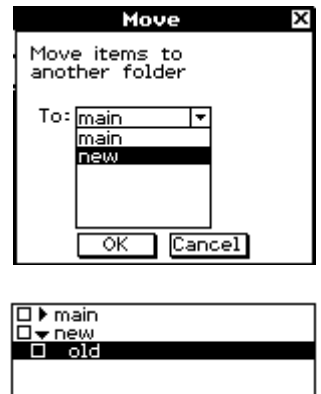 Move
Move items to
another folder
To: main
main
new
OK Cancel
main
new
old